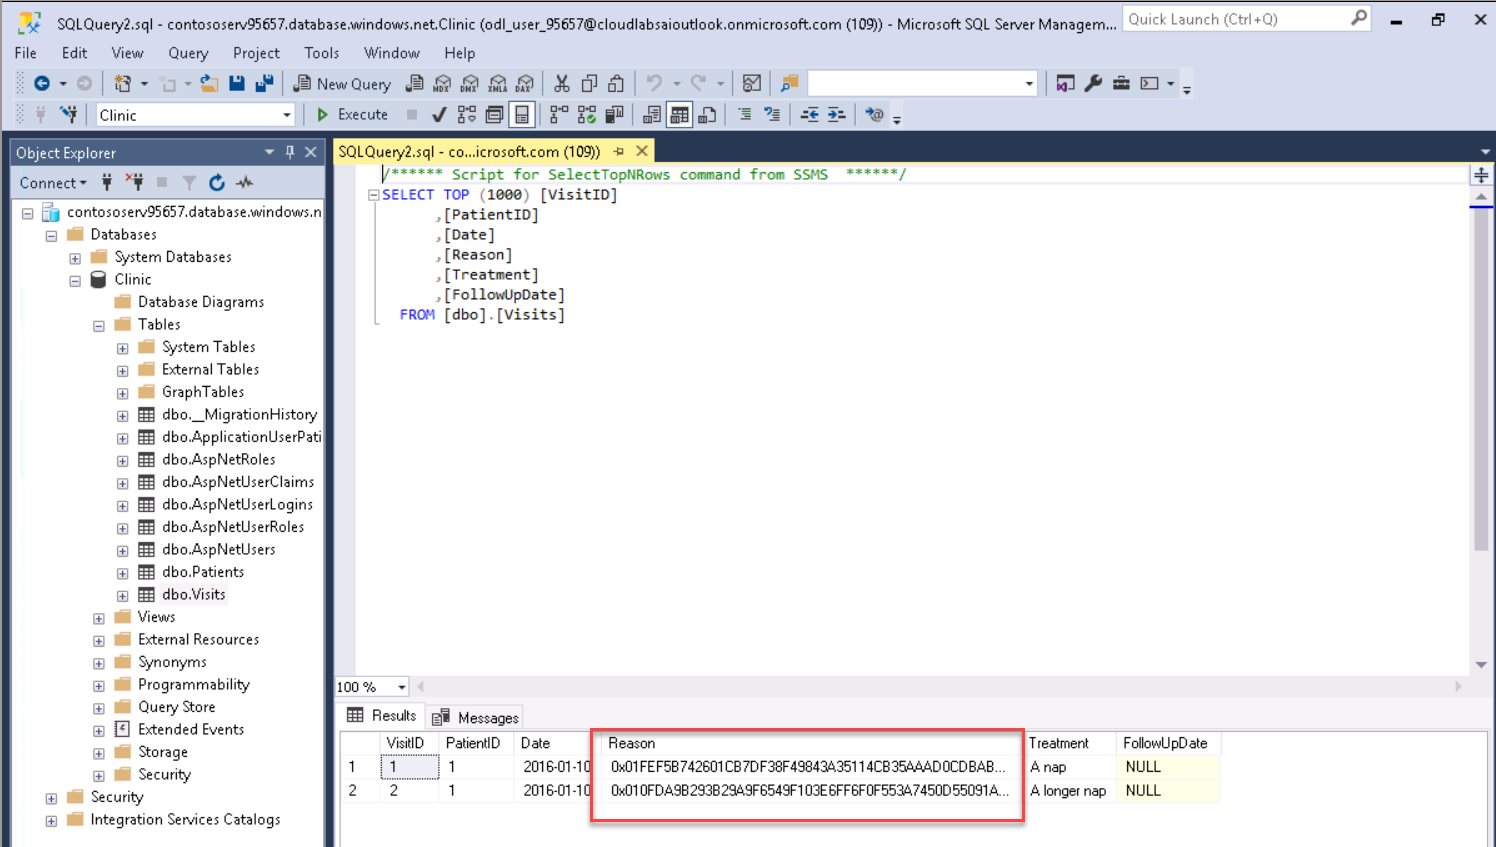 SQLQuery2.sql - contososerv95657.database.windows.net.Clinic (odl_user_95657@cloudlabsaioutlook.onmicrosoft.com (109)) - Microsoft SQL Server Managem...
Quick Launch (Ctrl+Q)
File Edit View Query Project Tools Window Help
New Query MDX DMX XMLA DAX
Clinic Execute
Object Explorer
SQLQuery2.sql - co...icrosoft.com (109))
Connect
contososerv95657.database.windows.n
Databases
System Databases
Clinic
Database Diagrams
Tables
System Tables
External Tables
GraphTables
dbo.__MigrationHistory
dbo.ApplicationUserPati
dbo.AspNetRoles
dbo.AspNetUserClaims
dbo.AspNetUserLogins
dbo.AspNetUserRoles
dbo.AspNetUsers
dbo.Patients
dbo.Visits
Views
External Resources
Synonyms
Programmability
Query Store
Extended Events
Storage
Security
Security
Integration Services Catalogs
/****** Script for SelectTopNRows command from SSMS  ******/
SELECT TOP (1000) [VisitID]
,[PatientID]
,[Date]
,[Reason]
,[Treatment]
,[FollowUpDate]
FROM [dbo].[Visits]
100 %
Results Messages
VisitID PatientID Date Reason Treatment FollowUpDate
1 1 1 2016-01-10 0x01FEF5B742601CB7DF38F49843A35114CB35AAAD0CDBAB... A nap NULL
2 2 1 2016-01-10 0x010FDA9B293B29A9F6549F103E6FF6F0F553A7450D55091A... A longer nap NULL